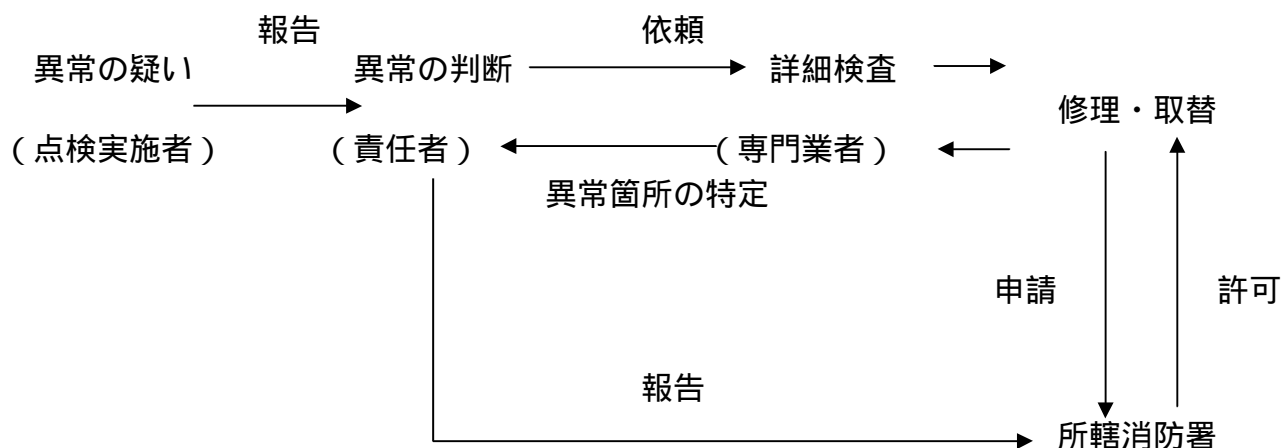 報告 依頼
異常の疑い 異常の判断 詳細検査
修理・取替
(点検実施者) (責任者) (専門業者)
異常箇所の特定
申請 許可
報告
所轄消防署